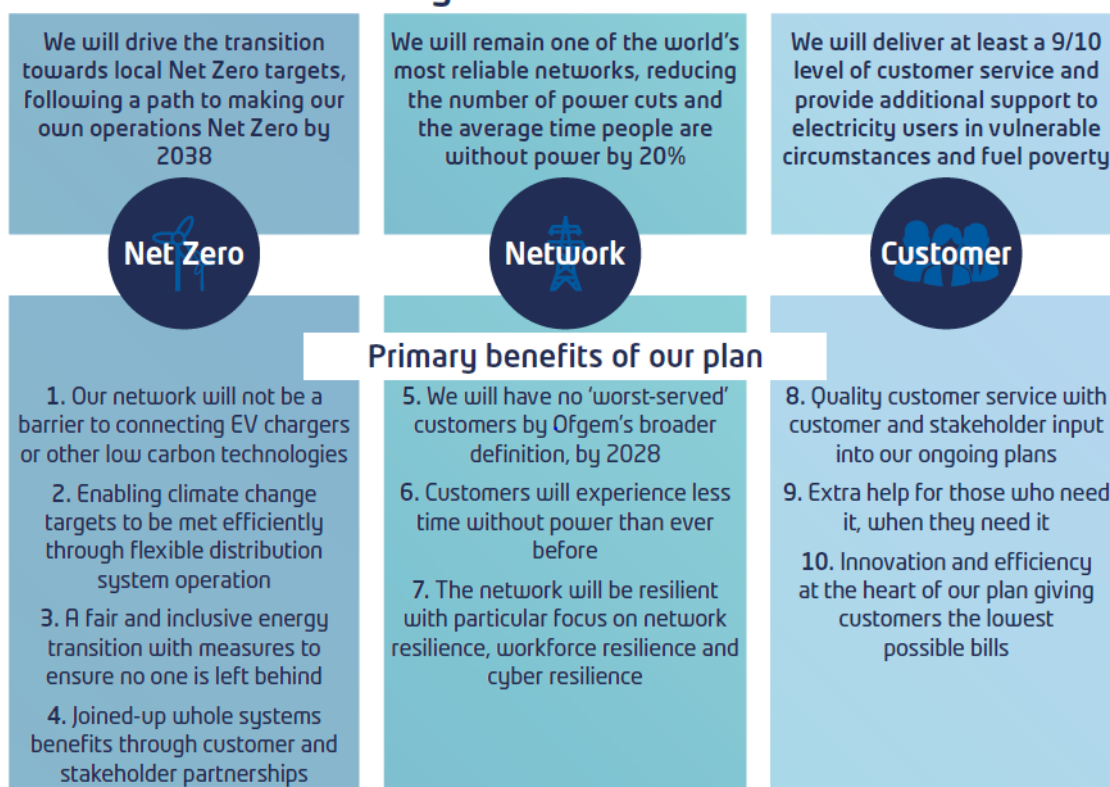 We will drive the transition
towards local Net Zero targets,
following a path to making our
own operations Net Zero by
2038
We will remain one of the world's
most reliable networks, reducing
the number of power cuts and
the average time people are
without power by 20%
We will deliver at least a 9/10
level of customer service and
provide additional support to
electricity users in vulnerable
circumstances and fuel poverty
Net Zero
Network
Customer
Primary benefits of our plan
1. Our network will not be a
barrier to connecting EV chargers
or other low carbon technologies
2. Enabling climate change
targets to be met efficiently
through flexible distribution
system operation
3. A fair and inclusive energy
transition with measures to
ensure no one is left behind
4. Joined-up whole systems
benefits through customer and
stakeholder partnerships
5. We will have no 'worst-served'
customers by Ofgem's broader
definition, by 2028
6. Customers will experience less
time without power than ever
before
7. The network will be resilient
with particular focus on network
resilience, workforce resilience and
cyber resilience
8. Quality customer service with
customer and stakeholder input
into our ongoing plans
9. Extra help for those who need
it, when they need it
10. Innovation and efficiency
at the heart of our plan giving
customers the lowest
possible bills